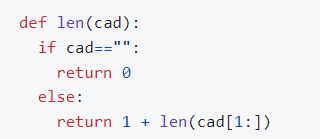 def len(cad):
  if cad=="":
    return 0
  else:
    return 1 + len(cad[1:])